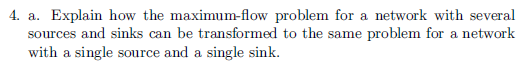 4. a. Explain how the maximum-flow problem for a network with several
sources and sinks can be transformed to the same problem for a network
with a single source and a single sink.